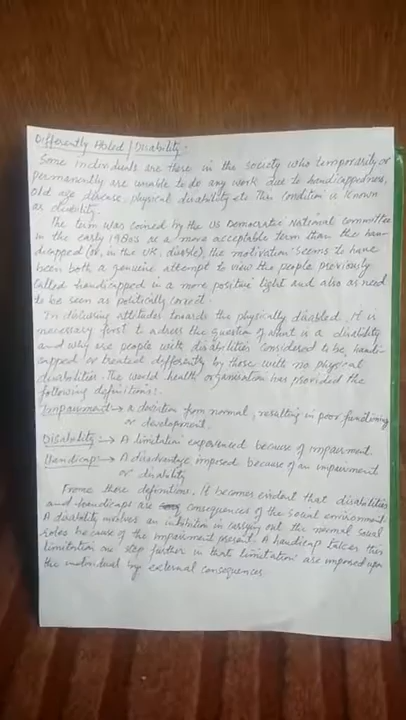 Differently Abled/Disability:
Some individuals are there in the society who temporarily or
permanently are unable to do any work due to handicappedness,
old age disease, physical disability etc This condition is known
as disability.
The term was coined by the US Democratic National committee
in the early 1980s as a more acceptable term than the han-
dicapped (or, in the UK, disable), the motivation seems to have
been both a genuine attempt to view the people previously
called handicapped in a more positive light and also as need
to be seen as politically correct.
In discussing attitudes towards the physically disabled. It is
necessary first to adress the question of what is a disability
and why are people with disabilities considered to be, handi-
capped or treated differently by those with no physical
disabilities. The world health organisation has provided the
following definitions:-
Impairment → a deviation from normal, resulting in poor functioning
or development.
Disability → A limitation experienced because of impairment.
Handicap → A disadvantage imposed because of an impairment
or disability
From these definitions. It becomes evident that disabilities
and handicaps are consequences of the social environment.
A disability involves an inhibition in carrying out the normal social
roles because of the impairment present. A handicap takes this
limitation one step further in that limitation are imposed upon
the individual by external consequences